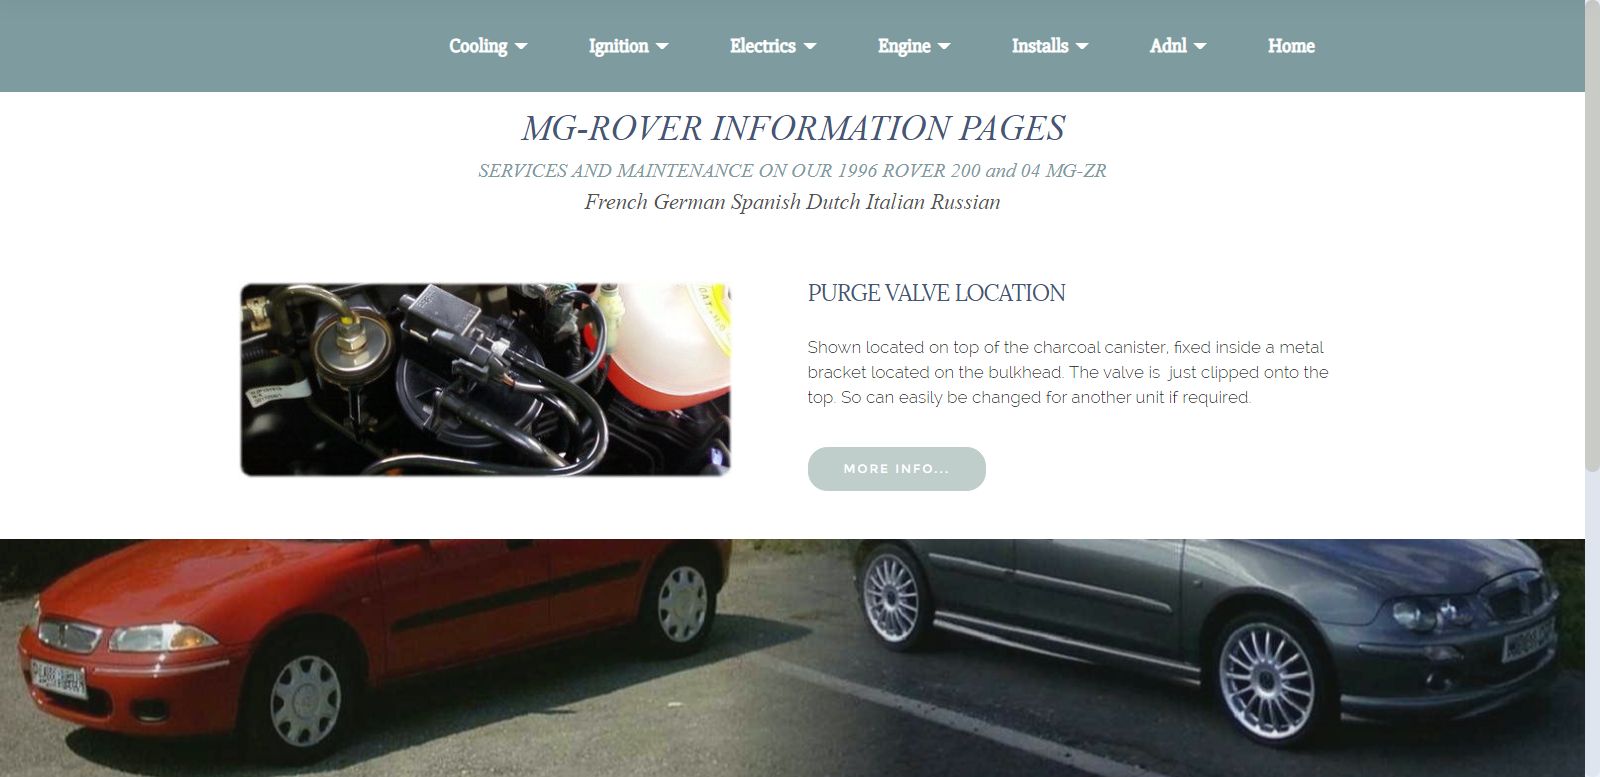 Cooling Ignition Electrics Engine Installs Adnl Home
MG-ROVER INFORMATION PAGES
SERVICES AND MAINTENANCE ON OUR 1996 ROVER 200 and 04 MG-ZR
French German Spanish Dutch Italian Russian
PURGE VALVE LOCATION
Shown located on top of the charcoal canister, fixed inside a metal
bracket located on the bulkhead. The valve is just clipped onto the
top. So can easily be changed for another unit if required.
MORE INFO...